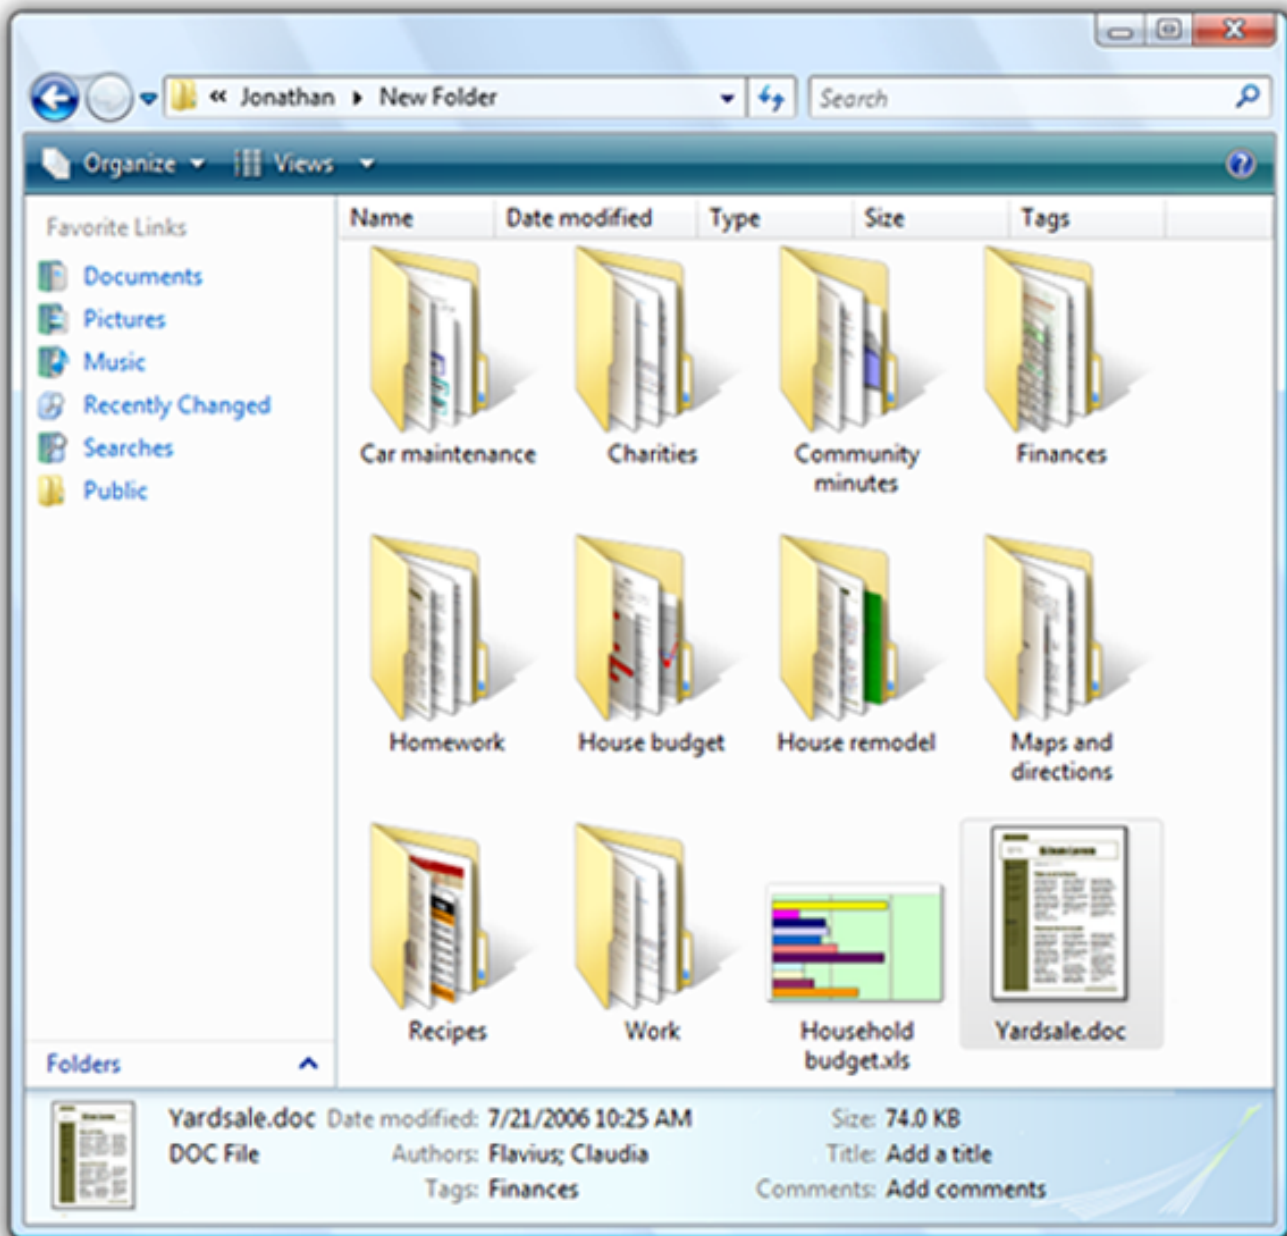 « Jonathan ▸ New Folder
Search
Organize
Views
Favorite Links
Documents
Pictures
Music
Recently Changed
Searches
Public
Folders
Name Date modified Type Size Tags
Car maintenance
Charities
Community
minutes
Finances
Homework
House budget
House remodel
Maps and
directions
Recipes
Work
Household
budget.xls
Yardsale.doc
Yardsale.doc
DOC File
Date modified: 7/21/2006 10:25 AM
Authors: Flavius; Claudia
Tags: Finances
Size: 74.0 KB
Title: Add a title
Comments: Add comments